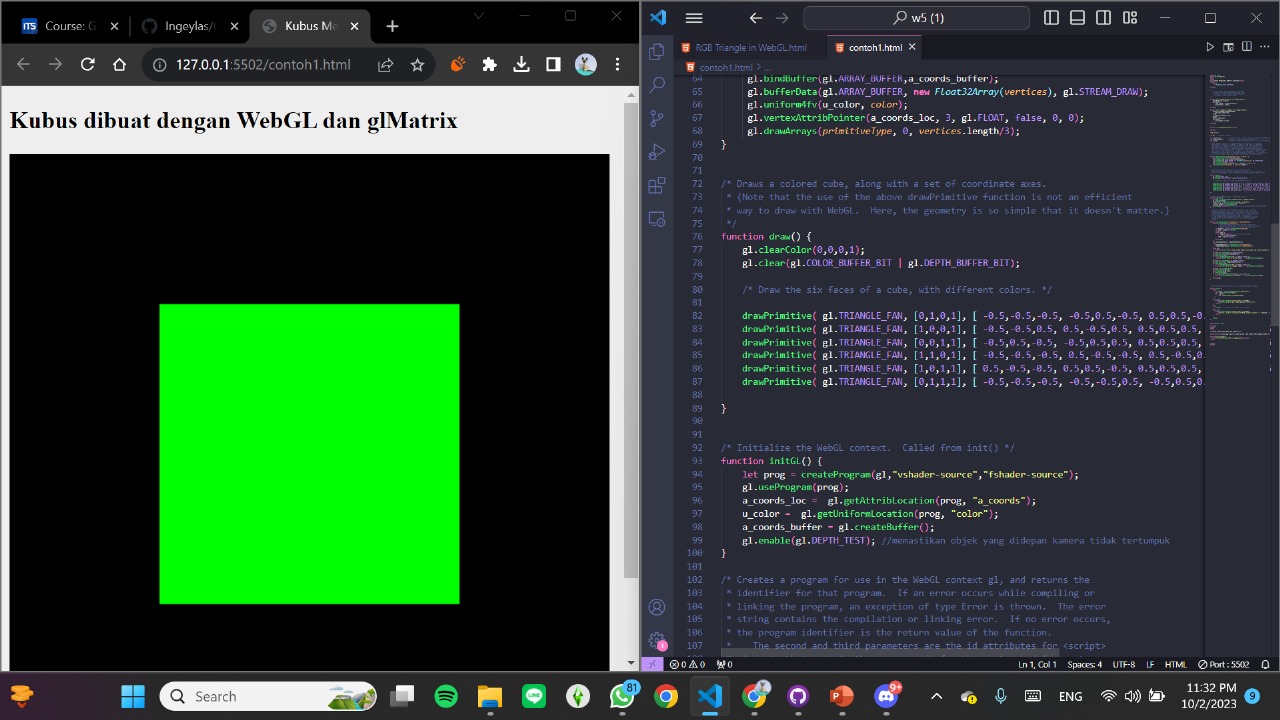 Course: G
Ingeylas/
Kubus Me
127.0.0.1:5502/contoh1.html
Kubus dibuat dengan WebGL dan glMatrix
w5 (1)
RGB Triangle in WebGL.html
contoh1.html
contoh1.html > ...
64 gl.bindBuffer(gl.ARRAY_BUFFER,a_coords_buffer);
65 gl.bufferData(gl.ARRAY_BUFFER, new Float32Array(vertices), gl.STREAM_DRAW);
66 gl.uniform4fv(u_color, color);
67 gl.vertexAttribPointer(a_coords_loc, 3, gl.FLOAT, false, 0, 0);
68 gl.drawArrays(primitiveType, 0, vertices.length/3);
69 }
70
71
72 /* Draws a colored cube, along with a set of coordinate axes.
73 * (Note that the use of the above drawPrimitive function is not an efficient
74 * way to draw with WebGL. Here, the geometry is so simple that it doesn't matter.)
75 */
76 function draw() {
77 gl.clearColor(0,0,0,1);
78 gl.clear(gl.COLOR_BUFFER_BIT | gl.DEPTH_BUFFER_BIT);
79
80 /* Draw the six faces of a cube, with different colors. */
81
82 drawPrimitive( gl.TRIANGLE_FAN, [0,1,0,1], [ -0.5,-0.5,-0.5, -0.5,0.5,-0.5, 0.5,0.5,-0
83 drawPrimitive( gl.TRIANGLE_FAN, [1,0,1,1], [ -0.5,-0.5,0.5, 0.5,-0.5,0.5, 0.5,0.5,0.5,
84 drawPrimitive( gl.TRIANGLE_FAN, [0,0,1,1], [ -0.5,0.5,-0.5, -0.5,0.5,0.5, 0.5,0.5,0.5,
85 drawPrimitive( gl.TRIANGLE_FAN, [1,1,1,1], [ -0.5,-0.5,-0.5, 0.5,-0.5,-0.5, 0.5,-0.5,0
86 drawPrimitive( gl.TRIANGLE_FAN, [1,0,1,1], [ 0.5,-0.5,-0.5, 0.5,0.5,-0.5, 0.5,0.5,0.5,
87 drawPrimitive( gl.TRIANGLE_FAN, [0,1,1,1], [ -0.5,-0.5,-0.5, -0.5,-0.5,0.5, -0.5,0.5,0
88
89 }
90
91
92 /* Initialize the WebGL context. Called from init() */
93 function initGL() {
94 let prog = createProgram(gl,"vshader-source","fshader-source");
95 gl.useProgram(prog);
96 a_coords_loc = gl.getAttribLocation(prog, "a_coords");
97 u_color = gl.getUniformLocation(prog, "color");
98 a_coords_buffer = gl.createBuffer();
99 gl.enable(gl.DEPTH_TEST); //memastikan objek yang didepan kamera tidak tertumpuk
100 }
101
102 /* Creates a program for use in the WebGL context gl, and returns the
103 * identifier for that program. If an error occurs while compiling or
104 * linking the program, an exception of type Error is thrown. The error
105 * string contains the compilation or linking error. If no error occurs,
106 * the program identifier is the return value of the function.
107 * The second and third parameters are the id attributes for <script>
0 0 0 Ln 1, Col 1 Spaces: 4 UTF-8 LF HTML Port : 5502
Search
81
9+
ENG
11:32 PM
10/2/2023
9